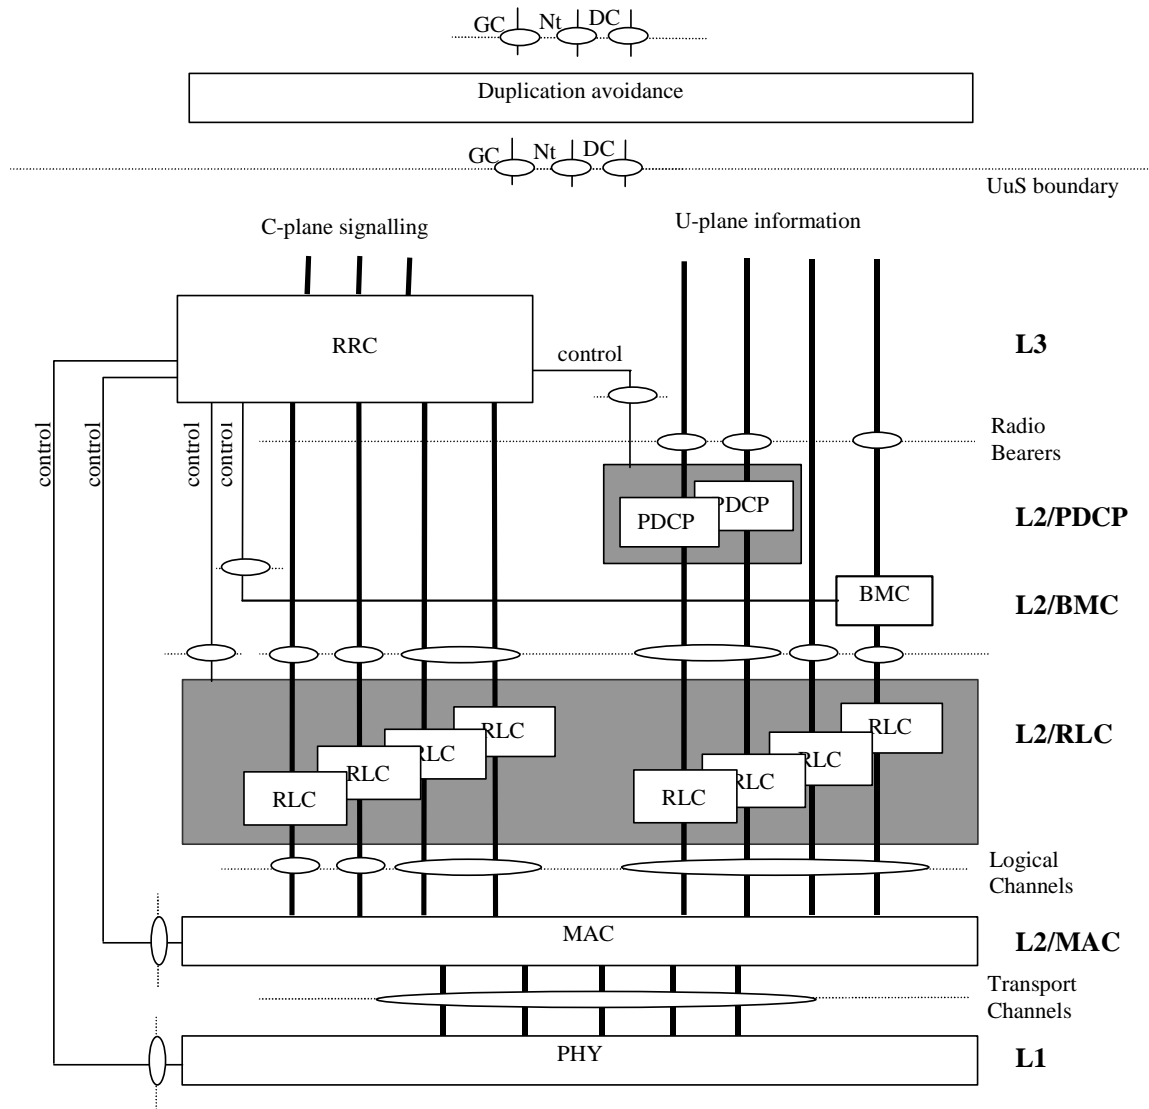 GC Nt DC
Duplication avoidance
GC Nt DC
UuS boundary
C-plane signalling
U-plane information
RRC
control
L3
control
control
control
control
Radio
Bearers
PDCP
PDCP
L2/PDCP
BMC
L2/BMC
RLC
RLC
RLC
RLC
RLC
RLC
RLC
RLC
L2/RLC
Logical
Channels
MAC
L2/MAC
Transport
Channels
PHY
L1